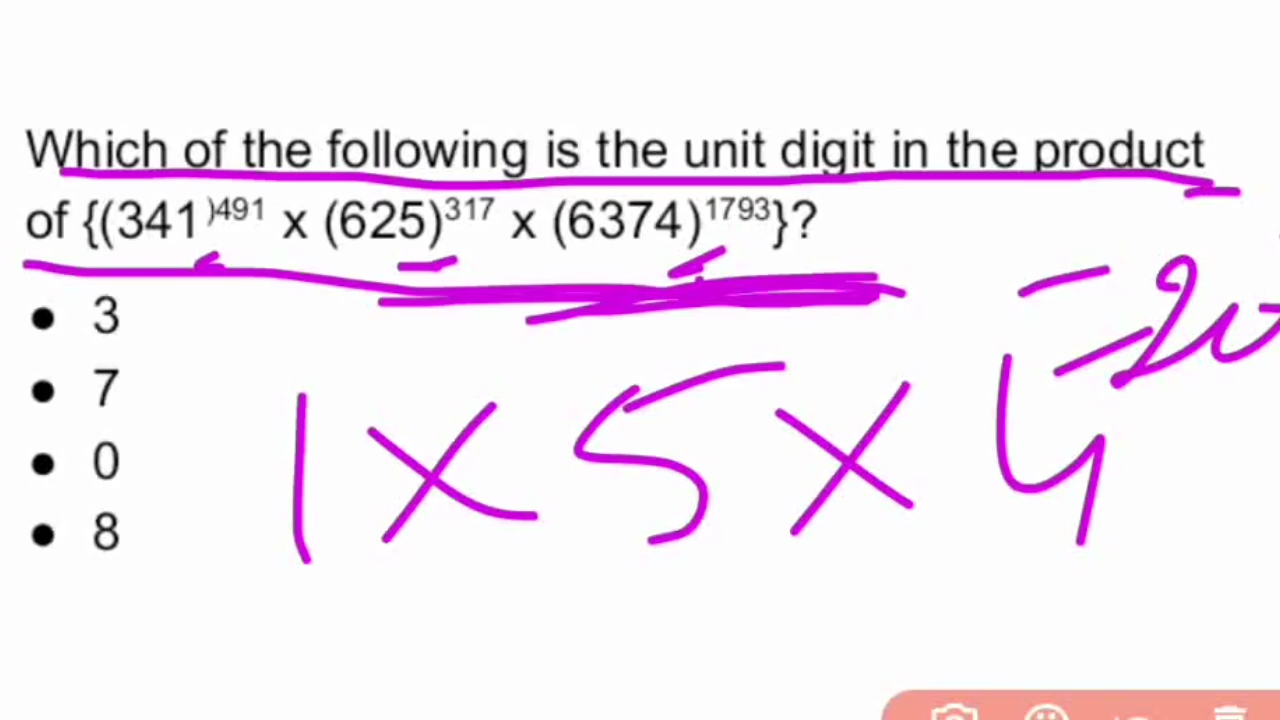 Which of the following is the unit digit in the product
of {(341)⁴⁹¹ x (625)³¹⁷ x (6374)¹⁷⁹³}?
• 3
• 7
• 0
• 8
1 x 5 x 4